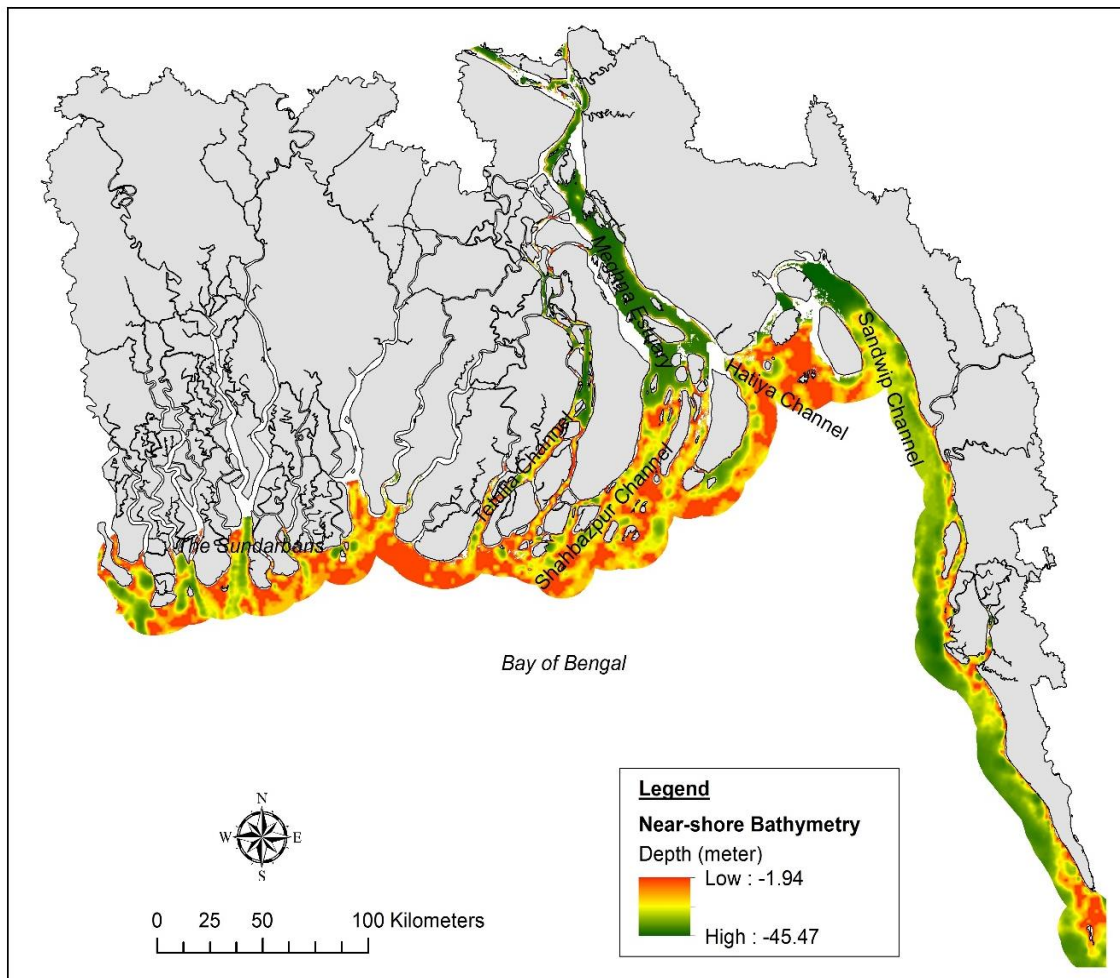 Meghna Estuary
Sandwip Channel
Hatiya Channel
Tetulia Channel
Shahbazpur Channel
The Sundarbans
Bay of Bengal
N
W E
S
0 25 50 100 Kilometers
Legend
Near-shore Bathymetry
Depth (meter)
Low : -1.94
High : -45.47